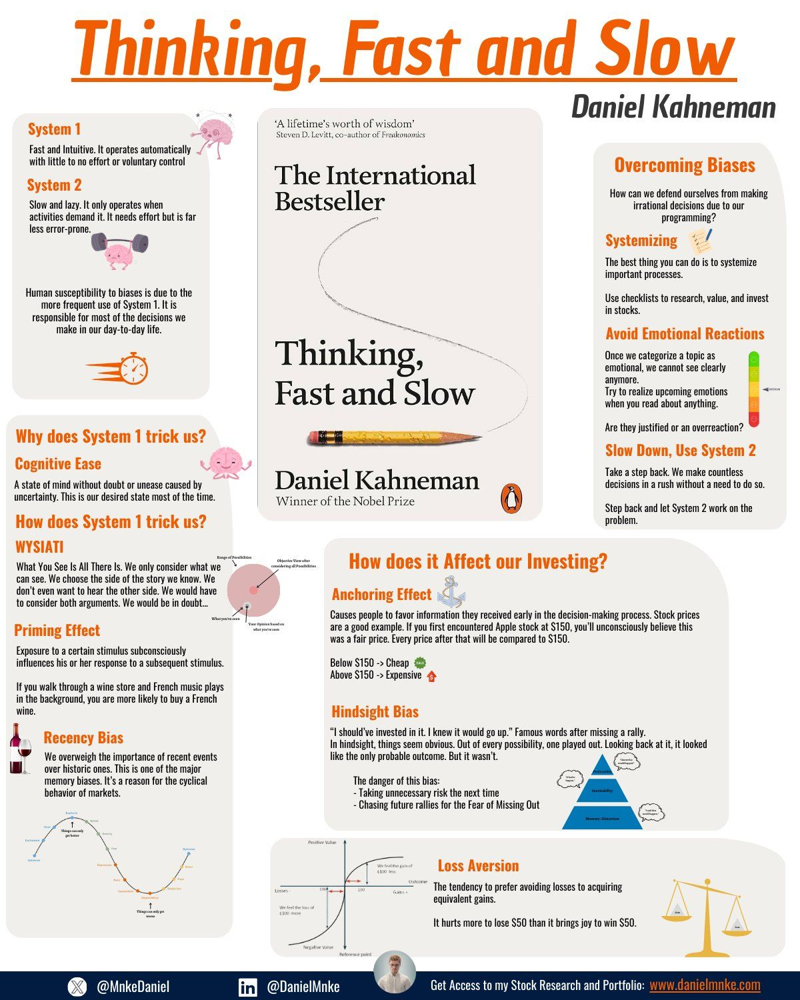 Thinking, Fast and Slow
Daniel Kahneman
System 1
Fast and Intuitive. It operates automatically
with little to no effort or voluntary control
System 2
Slow and lazy. It only operates when
activities demand it. It needs effort but is far
less error-prone.
Human susceptibility to biases is due to the
more frequent use of System 1. It is
responsible for most of the decisions we
make in our day-to-day life.
‘A lifetime’s worth of wisdom’
Steven D. Levitt, co-author of Freakonomics
The International
Bestseller
Thinking,
Fast and Slow
Daniel Kahneman
Winner of the Nobel Prize
Overcoming Biases
How can we defend ourselves from making
irrational decisions due to our
programming?
Systemizing
The best thing you can do is to systemize
important processes.
Use checklists to research, value, and invest
in stocks.
Avoid Emotional Reactions
Once we categorize a topic as
emotional, we cannot see clearly
anymore.
Try to realize upcoming emotions
when you read about anything.
Are they justified or an overreaction?
Slow Down, Use System 2
Take a step back. We make countless
decisions in a rush without a need to do so.
Step back and let System 2 work on the
problem.
Why does System 1 trick us?
Cognitive Ease
A state of mind without doubt or unease caused by
uncertainty. This is our desired state most of the time.
How does System 1 trick us?
WYSIATI
What You See Is All There Is. We only consider what we
can see. We choose the side of the story we know. We
don’t even want to hear the other side. We would have
to consider both arguments. We would be in doubt...
Range of Possibilities
Objective View after
considering all Possibilities
What you've seen
Your Opinion based on
what you've seen
Priming Effect
Exposure to a certain stimulus subconsciously
influences his or her response to a subsequent stimulus.
If you walk through a wine store and French music plays
in the background, you are more likely to buy a French
wine.
Recency Bias
We overweigh the importance of recent events
over historic ones. This is one of the major
memory biases. It’s a reason for the cyclical
behavior of markets.
Optimism
Excitement
Thrill
Euphoria
Things can only
get better
Denial
Anxiety
Fear
Depression
Panic
Capitulation
Despondency
Things can only get
worse
Skepticism
Hope
Relief
Optimism
How does it Affect our Investing?
Anchoring Effect
Causes people to favor information they received early in the decision-making process. Stock prices
are a good example. If you first encountered Apple stock at $150, you’ll unconsciously believe this
was a fair price. Every price after that will be compared to $150.
Below $150 -> Cheap
SALE
Above $150 -> Expensive
$
Hindsight Bias
“I should’ve invested in it. I knew it would go up.” Famous words after missing a rally.
In hindsight, things seem obvious. Out of every possibility, one played out. Looking back at it, it looked
like the only probable outcome. But it wasn’t.
The danger of this bias:
- Taking unnecessary risk the next time
- Chasing future rallies for the Fear of Missing Out
Predictability
Inevitability
Memory-Distortion
Positive Value
We feel the gain of
£100 less
Outcome
Losses -
100
100
Gains +
We feel the loss of
£100 more
Negative Value
Reference point
Loss Aversion
The tendency to prefer avoiding losses to acquiring
equivalent gains.
It hurts more to lose $50 than it brings joy to win $50.
Gain
Loss
@MnkeDaniel
@DanielMnke
Get Access to my Stock Research and Portfolio: www.danielmnke.com